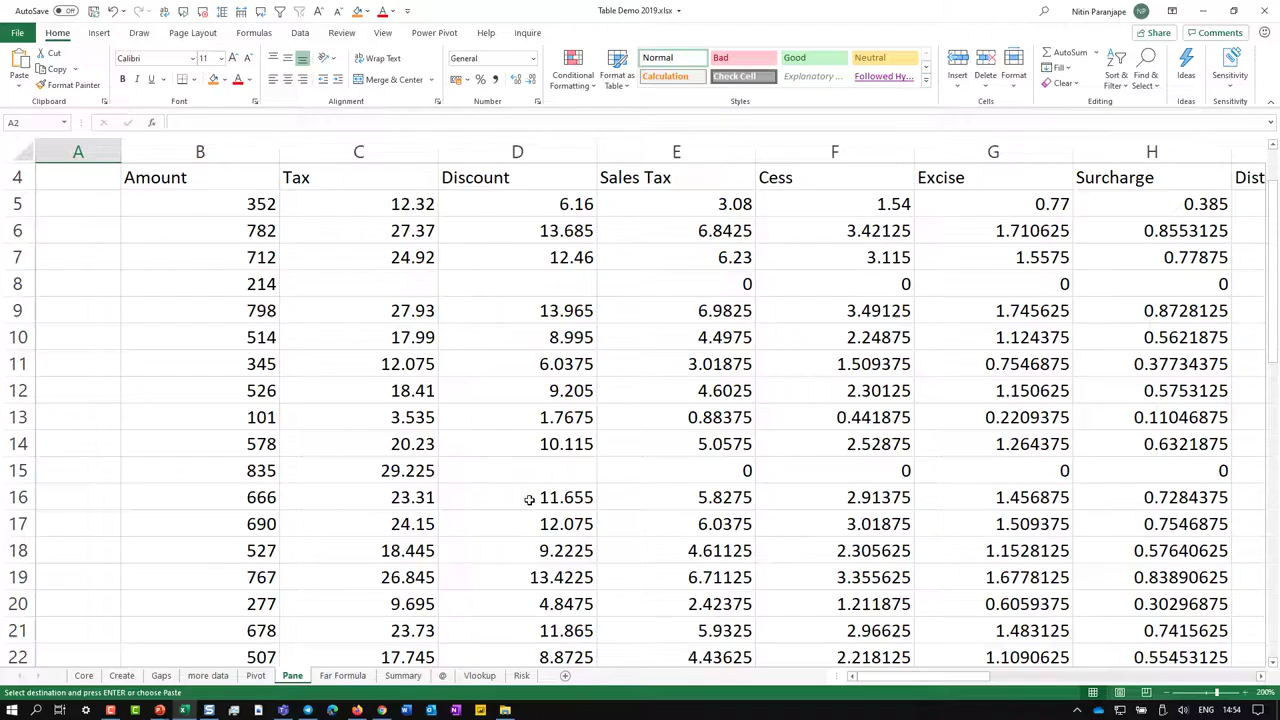 AutoSave Off Table Demo 2019.xlsx Nitin Paranjape NP
File Home Insert Draw Page Layout Formulas Data Review View Power Pivot Help Inquire Share Comments
Paste Cut Copy Format Painter Clipboard
Calibri 11 B I U A Font
Wrap Text Merge & Center Alignment
General % Number
Conditional Formatting Format as Table
Normal Bad Good Neutral
Calculation Check Cell Explanatory ... Followed Hy...
Styles
Insert Delete Format Cells
AutoSum Fill Clear Sort & Filter Find & Select Editing
Ideas Ideas
Sensitivity Sensitivity
A2 fx
A B C D E F G H
4 Amount Tax Discount Sales Tax Cess Excise Surcharge Dist
5 352 12.32 6.16 3.08 1.54 0.77 0.385
6 782 27.37 13.685 6.8425 3.42125 1.710625 0.8553125
7 712 24.92 12.46 6.23 3.115 1.5575 0.77875
8 214 0 0 0 0
9 798 27.93 13.965 6.9825 3.49125 1.745625 0.8728125
10 514 17.99 8.995 4.4975 2.24875 1.124375 0.5621875
11 345 12.075 6.0375 3.01875 1.509375 0.7546875 0.37734375
12 526 18.41 9.205 4.6025 2.30125 1.150625 0.5753125
13 101 3.535 1.7675 0.88375 0.441875 0.2209375 0.11046875
14 578 20.23 10.115 5.0575 2.52875 1.264375 0.6321875
15 835 29.225 0 0 0 0
16 666 23.31 11.655 5.8275 2.91375 1.456875 0.7284375
17 690 24.15 12.075 6.0375 3.01875 1.509375 0.7546875
18 527 18.445 9.2225 4.61125 2.305625 1.1528125 0.57640625
19 767 26.845 13.4225 6.71125 3.355625 1.6778125 0.83890625
20 277 9.695 4.8475 2.42375 1.211875 0.6059375 0.30296875
21 678 23.73 11.865 5.9325 2.96625 1.483125 0.7415625
22 507 17.745 8.8725 4.43625 2.218125 1.1090625 0.55453125
Core Create Gaps more data Pivot Pane Far Formula Summary @ Vlookup Risk
Select destination and press ENTER or choose Paste 200%
ENG 14:54